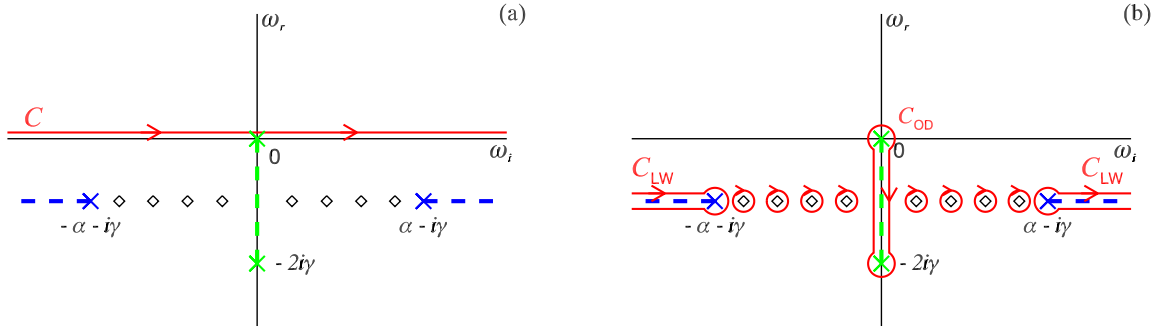 (a)
ω_r
C
0
ω_i
- α - iγ
α - iγ
- 2iγ
(b)
ω_r
C_OD
0
ω_i
C_LW
C_LW
- α - iγ
α - iγ
- 2iγ